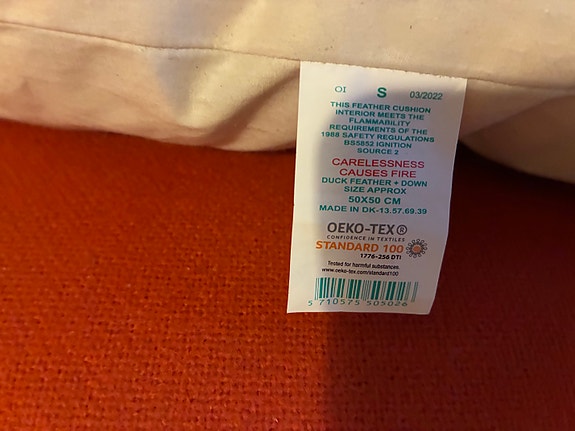 OI S 03/2022
THIS FEATHER CUSHION
INTERIOR MEETS THE
FLAMMABILITY
REQUIREMENTS OF THE
1988 SAFETY REGULATIONS
BS5852 IGNITION
SOURCE 2
CARELESSNESS
CAUSES FIRE
DUCK FEATHER + DOWN
SIZE APPROX
50X50 CM
MADE IN DK-13.57.69.39
OEKO-TEX®
CONFIDENCE IN TEXTILES
STANDARD 100
1776-256 DTI
Tested for harmful substances.
www.oeko-tex.com/standard100
5 710575 505026